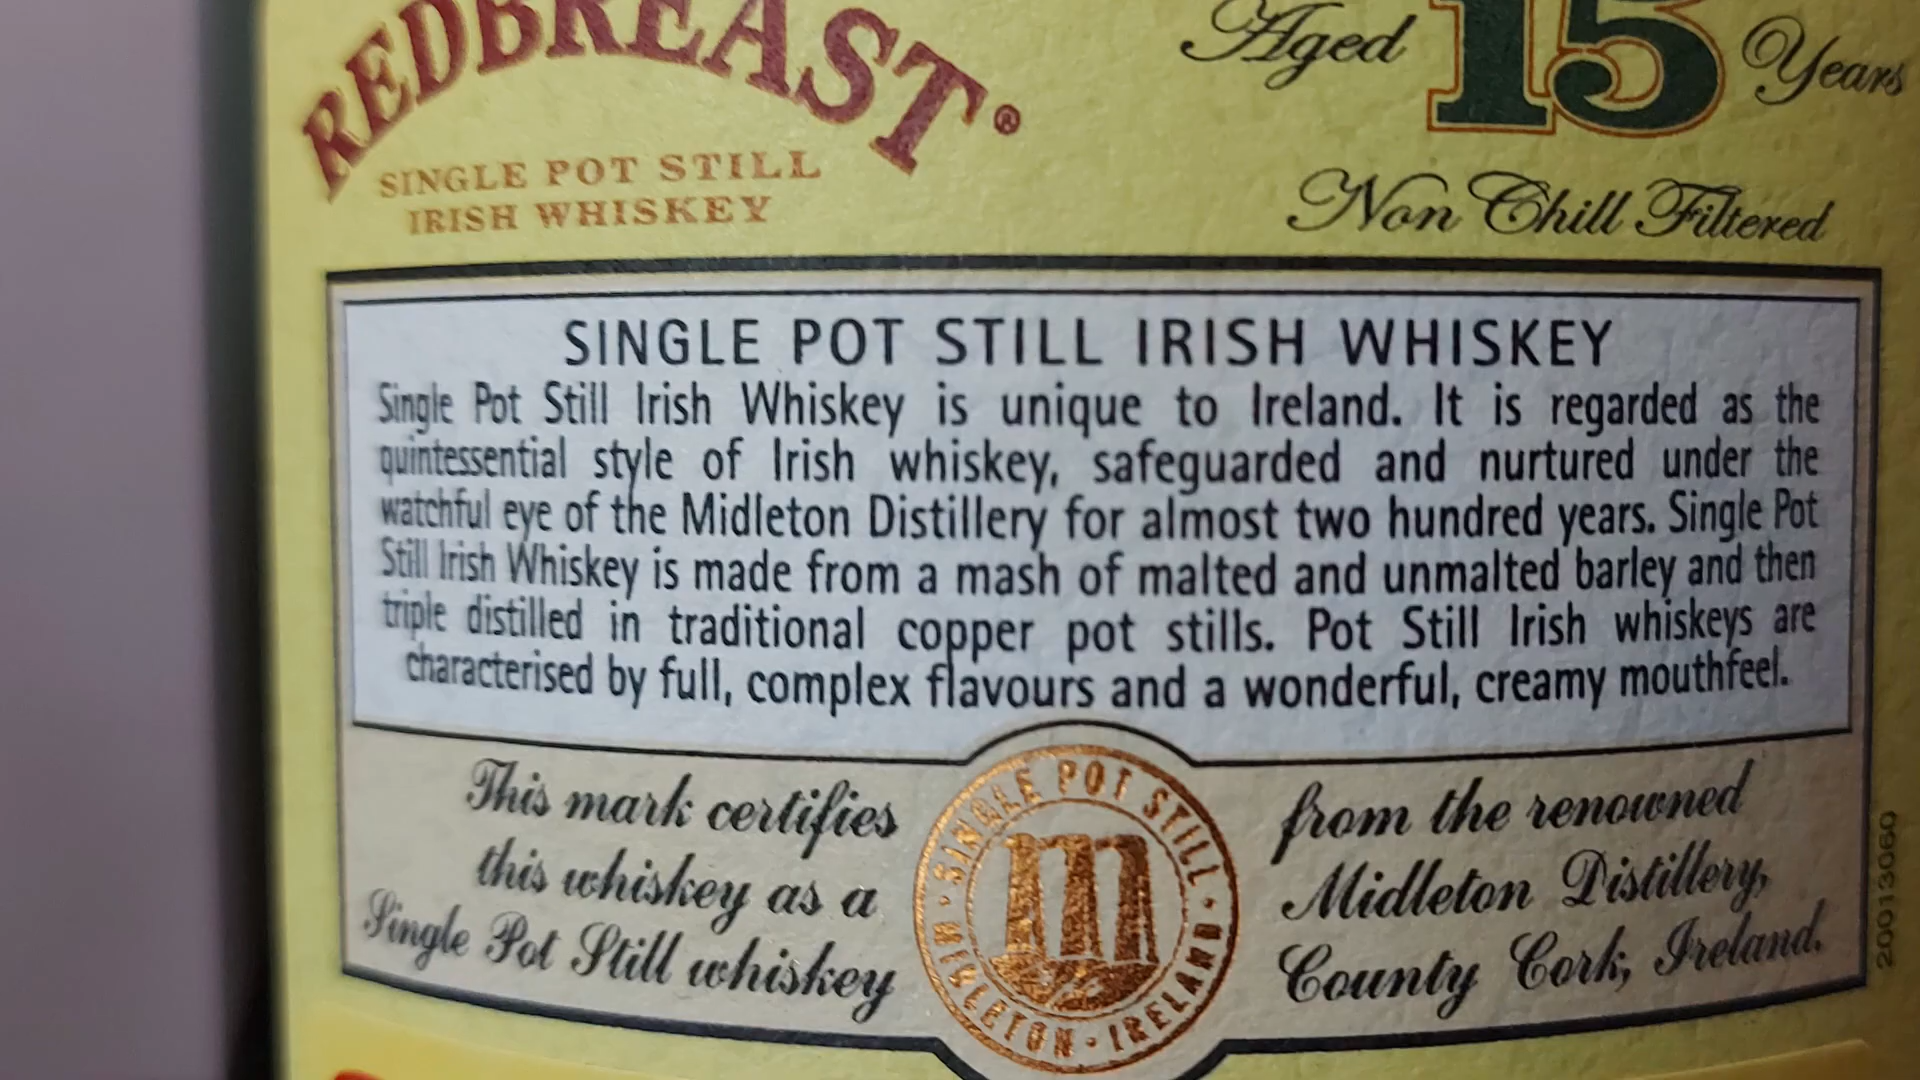 REDBREAST®
SINGLE POT STILL
IRISH WHISKEY
Aged 15 Years
Non Chill Filtered
SINGLE POT STILL IRISH WHISKEY
Single Pot Still Irish Whiskey is unique to Ireland. It is regarded as the
quintessential style of Irish whiskey, safeguarded and nurtured under the
watchful eye of the Midleton Distillery for almost two hundred years. Single Pot
Still Irish Whiskey is made from a mash of malted and unmalted barley and then
triple distilled in traditional copper pot stills. Pot Still Irish whiskeys are
characterised by full, complex flavours and a wonderful, creamy mouthfeel.
This mark certifies
this whiskey as a
Single Pot Still whiskey
SINGLE POT STILL
· MIDLETON · IRELAND ·
from the renowned
Midleton Distillery,
County Cork, Ireland.
20013060